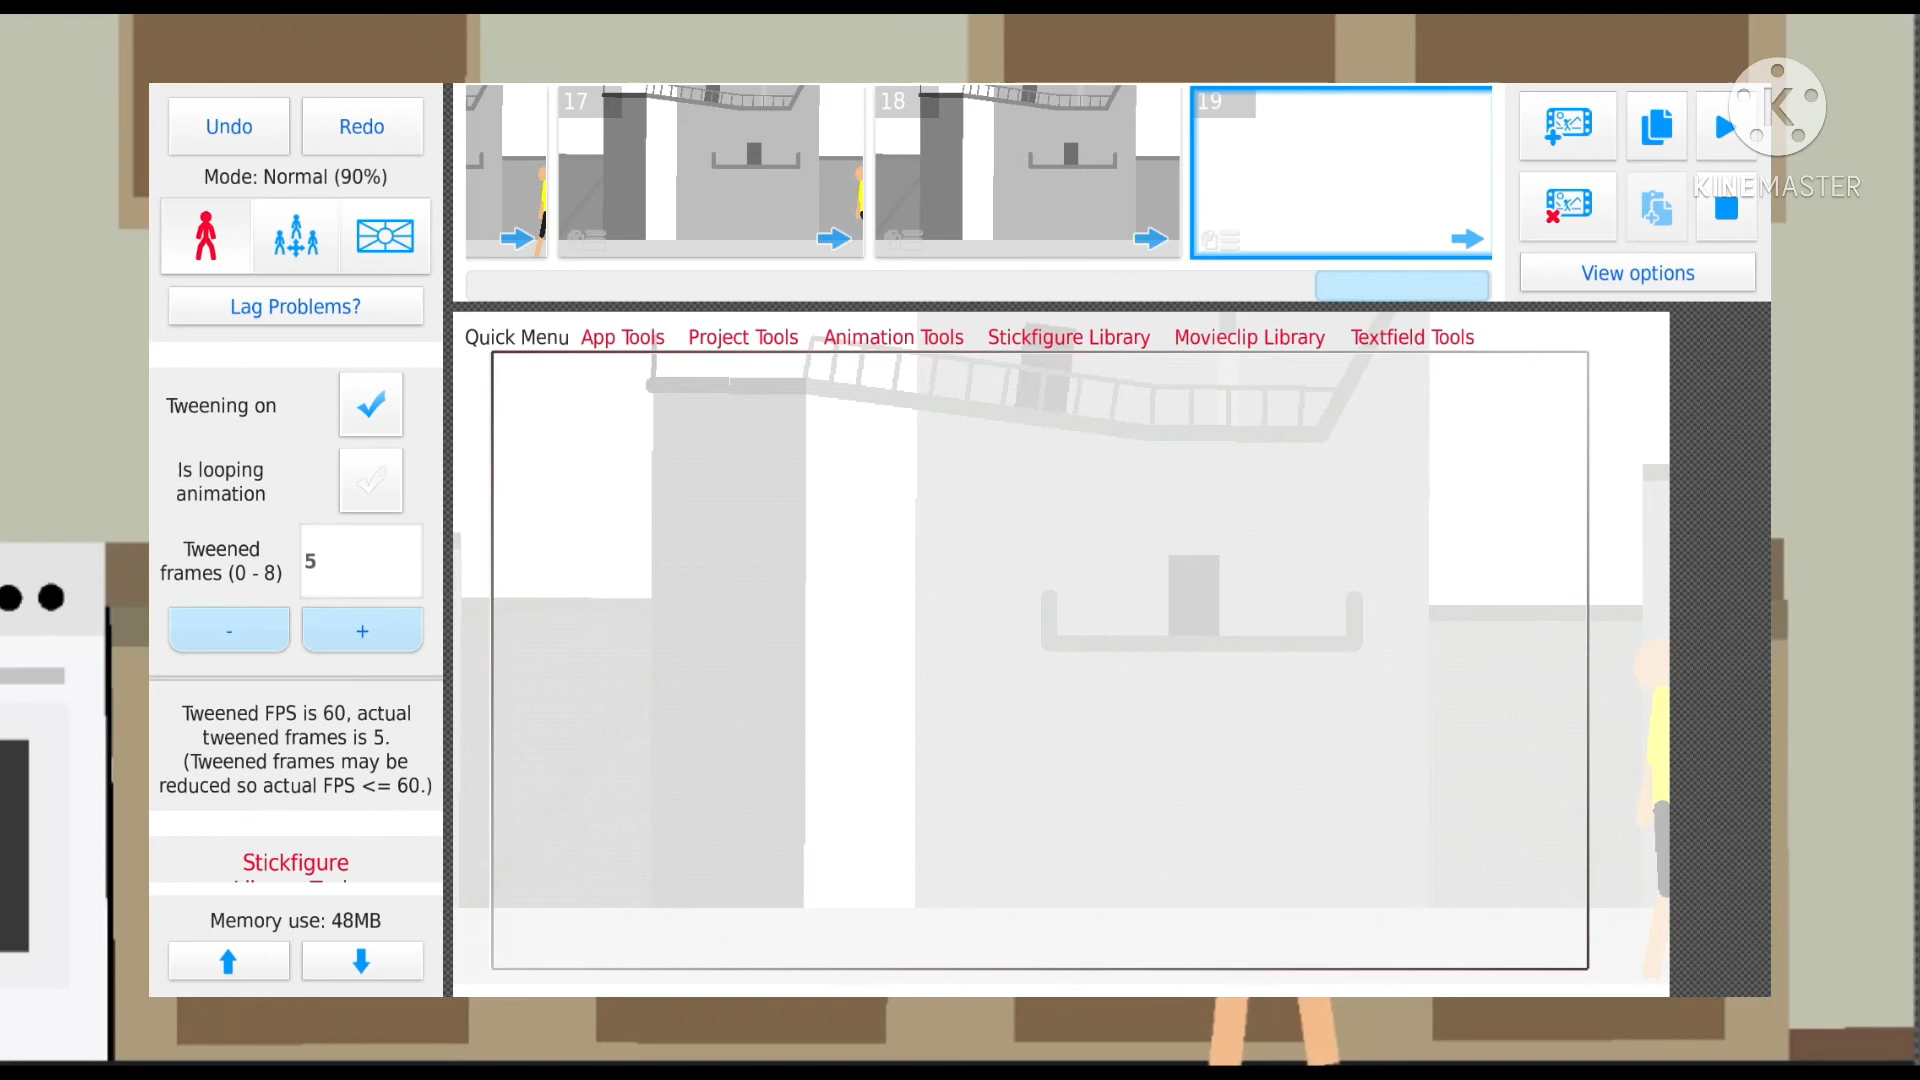 Undo Redo
Mode: Normal (90%)
Lag Problems?
Tweening on
Is looping
animation
Tweened
frames (0 - 8)
5
- +
Tweened FPS is 60, actual
tweened frames is 5.
(Tweened frames may be
reduced so actual FPS <= 60.)
Stickfigure
Memory use: 48MB
17 18 19
View options
KINEMASTER
Quick Menu App Tools Project Tools Animation Tools Stickfigure Library Movieclip Library Textfield Tools